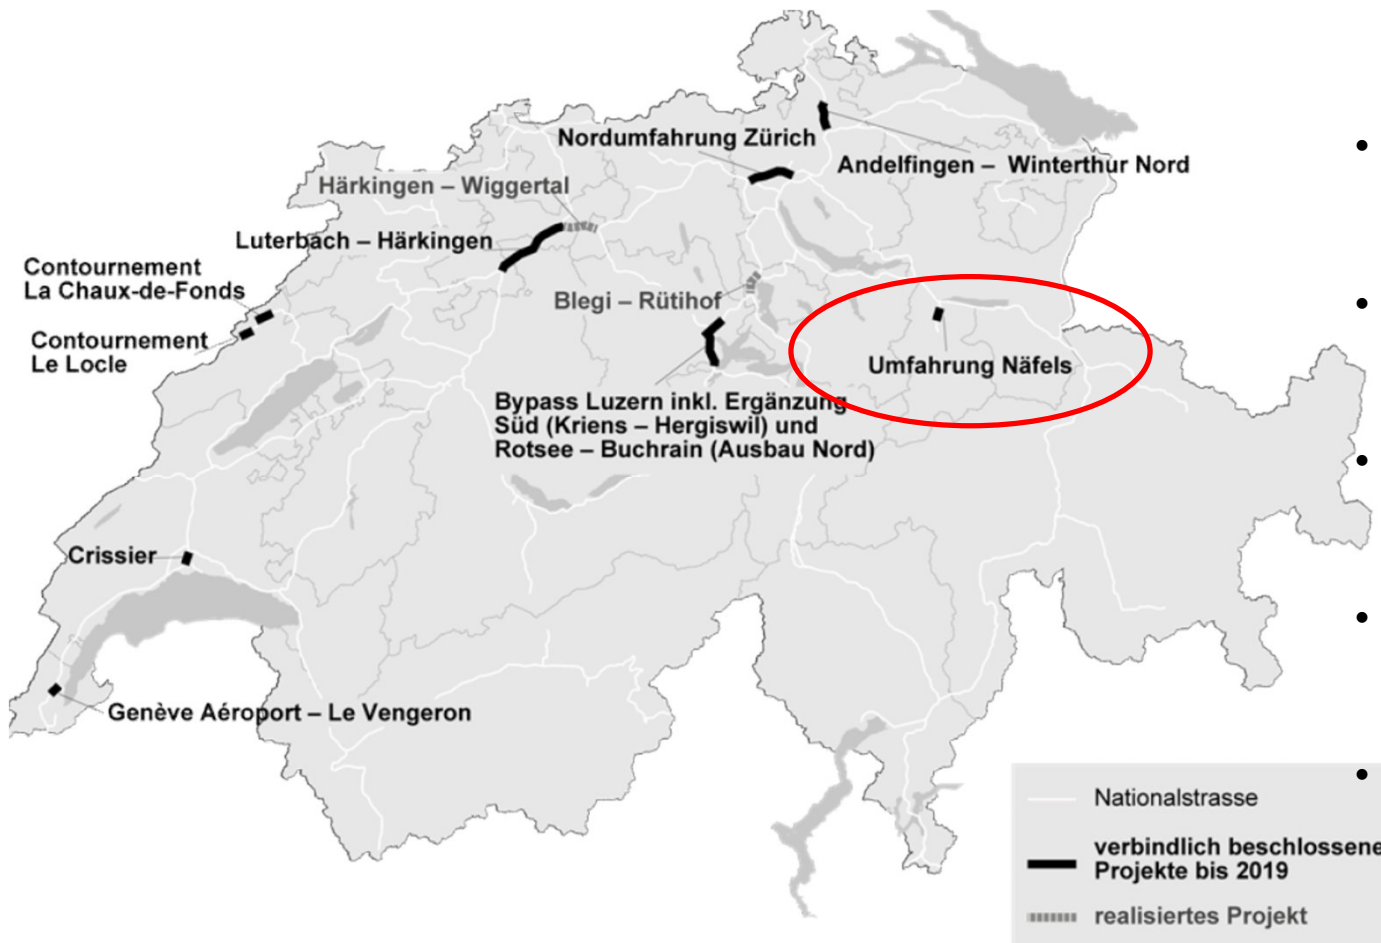 Nordumfahrung Zürich
Andelfingen – Winterthur Nord
Härkingen – Wiggertal
Luterbach – Härkingen
Contournement
La Chaux-de-Fonds
Blegi – Rütihof
Contournement
Le Locle
Umfahrung Näfels
Bypass Luzern inkl. Ergänzung
Süd (Kriens – Hergiswil) und
Rotsee – Buchrain (Ausbau Nord)
Crissier
Genève Aéroport – Le Vengeron
Nationalstrasse
verbindlich beschlossene
Projekte bis 2019
realisiertes Projekt